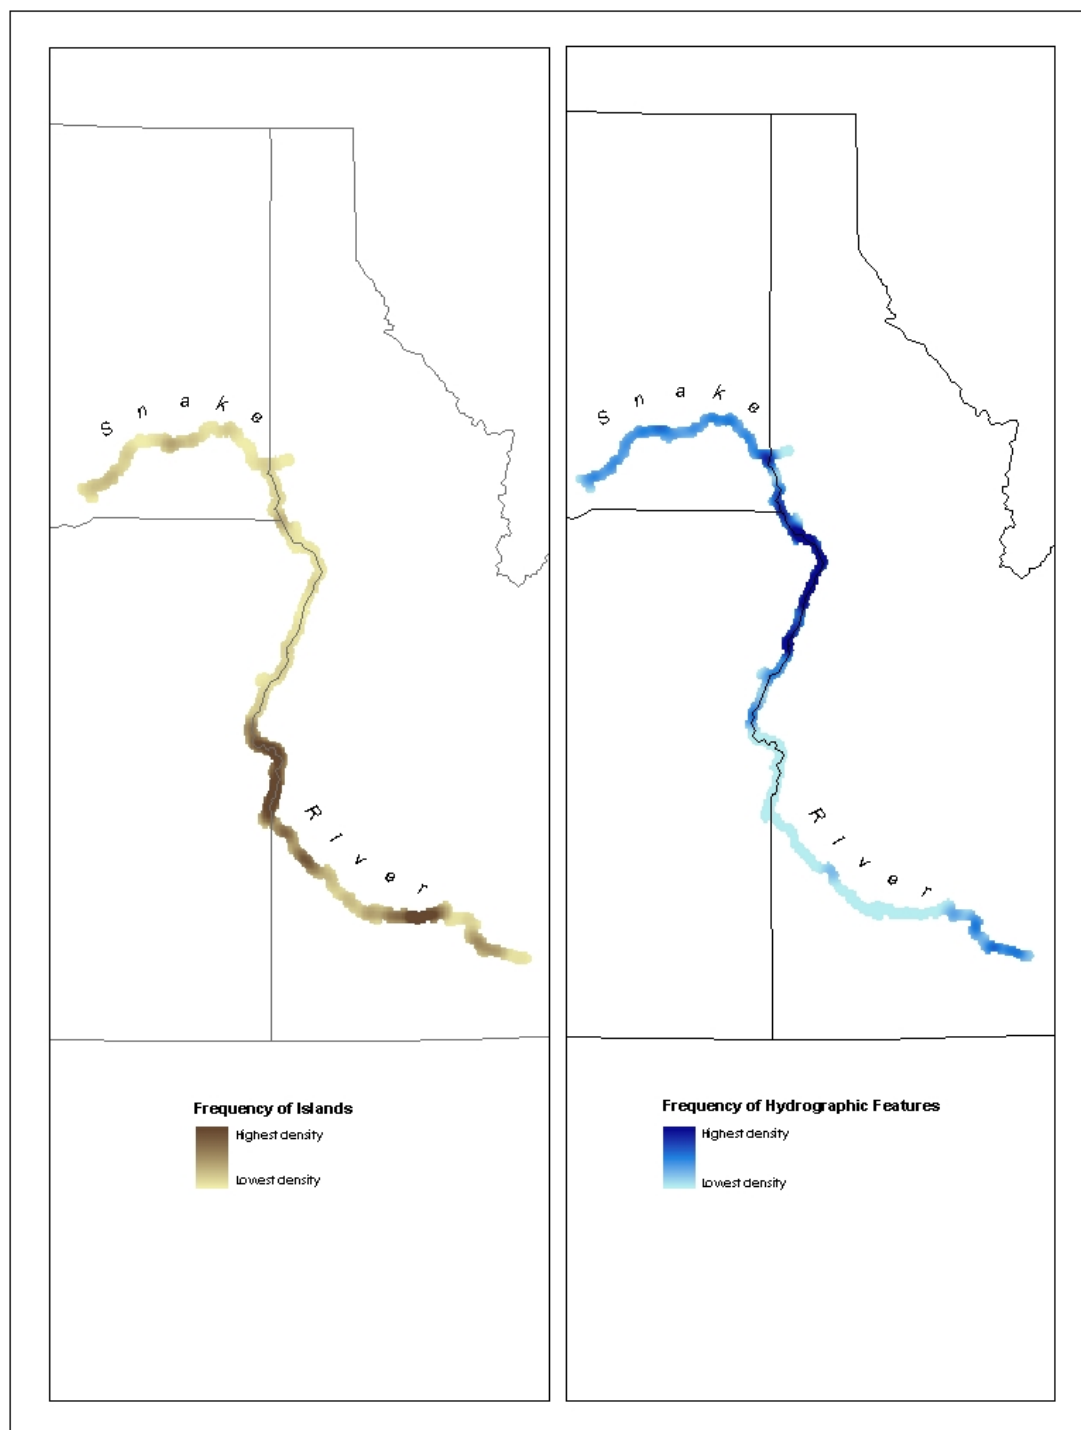 Snake
River
Frequency of Islands
Highest density
Lowest density
Snake
River
Frequency of Hydrographic Features
Highest density
Lowest density